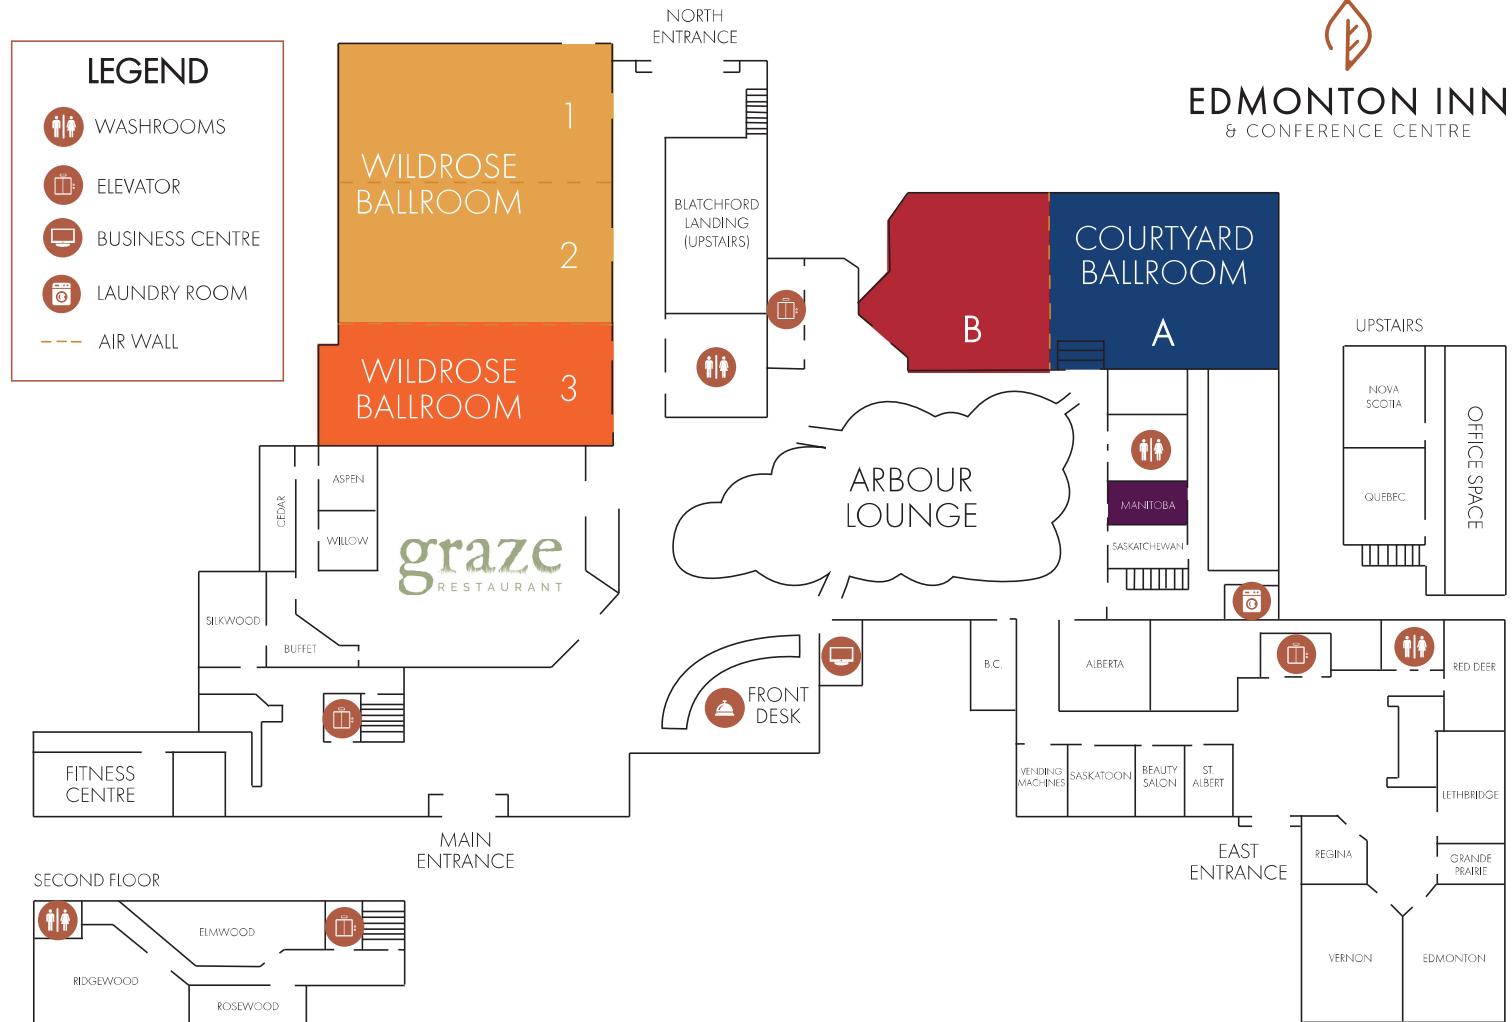 LEGEND
WASHROOMS
ELEVATOR
BUSINESS CENTRE
LAUNDRY ROOM
AIR WALL
NORTH
ENTRANCE
EDMONTON INN
& CONFERENCE CENTRE
1
WILDROSE
BALLROOM
2
WILDROSE
BALLROOM
3
BLATCHFORD
LANDING
(UPSTAIRS)
COURTYARD
BALLROOM
B
A
UPSTAIRS
NOVA
SCOTIA
QUEBEC
OFFICE SPACE
ARBOUR
LOUNGE
MANITOBA
SASKATCHEWAN
CEDAR
ASPEN
WILLOW
graze
RESTAURANT
SILKWOOD
BUFFET
FRONT
DESK
B.C.
ALBERTA
RED DEER
FITNESS
CENTRE
VENDING
MACHINES
SASKATOON
BEAUTY
SALON
ST.
ALBERT
LETHBRIDGE
MAIN
ENTRANCE
EAST
ENTRANCE
REGINA
GRANDE
PRAIRIE
VERNON
EDMONTON
SECOND FLOOR
ELMWOOD
RIDGEWOOD
ROSEWOOD